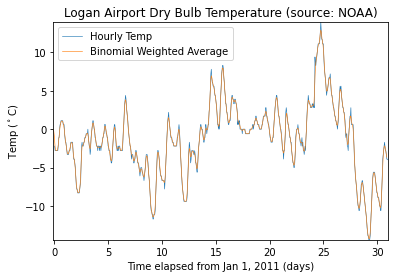 Logan Airport Dry Bulb Temperature (source: NOAA)
Hourly Temp
Binomial Weighted Average
Temp (°C)
10
5
0
−5
−10
0 5 10 15 20 25 30
Time elapsed from Jan 1, 2011 (days)